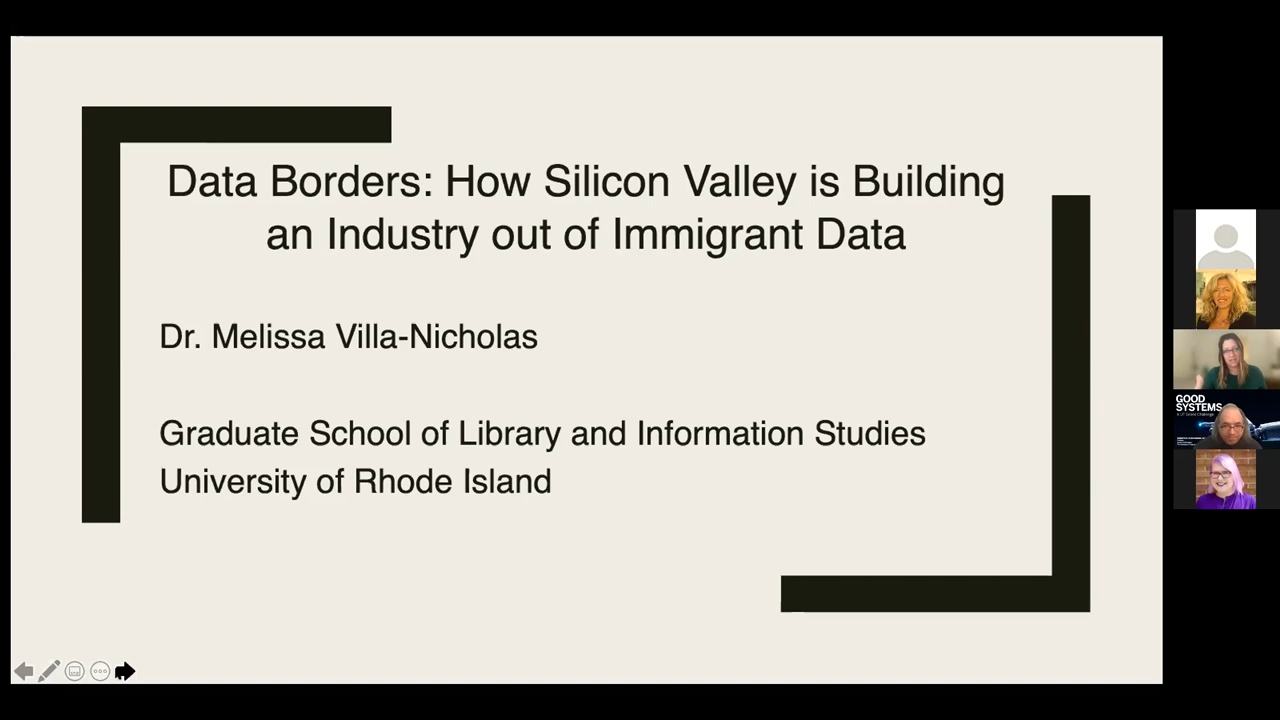 Data Borders: How Silicon Valley is Building
an Industry out of Immigrant Data
Dr. Melissa Villa-Nicholas
Graduate School of Library and Information Studies
University of Rhode Island
GOOD
SYSTEMS